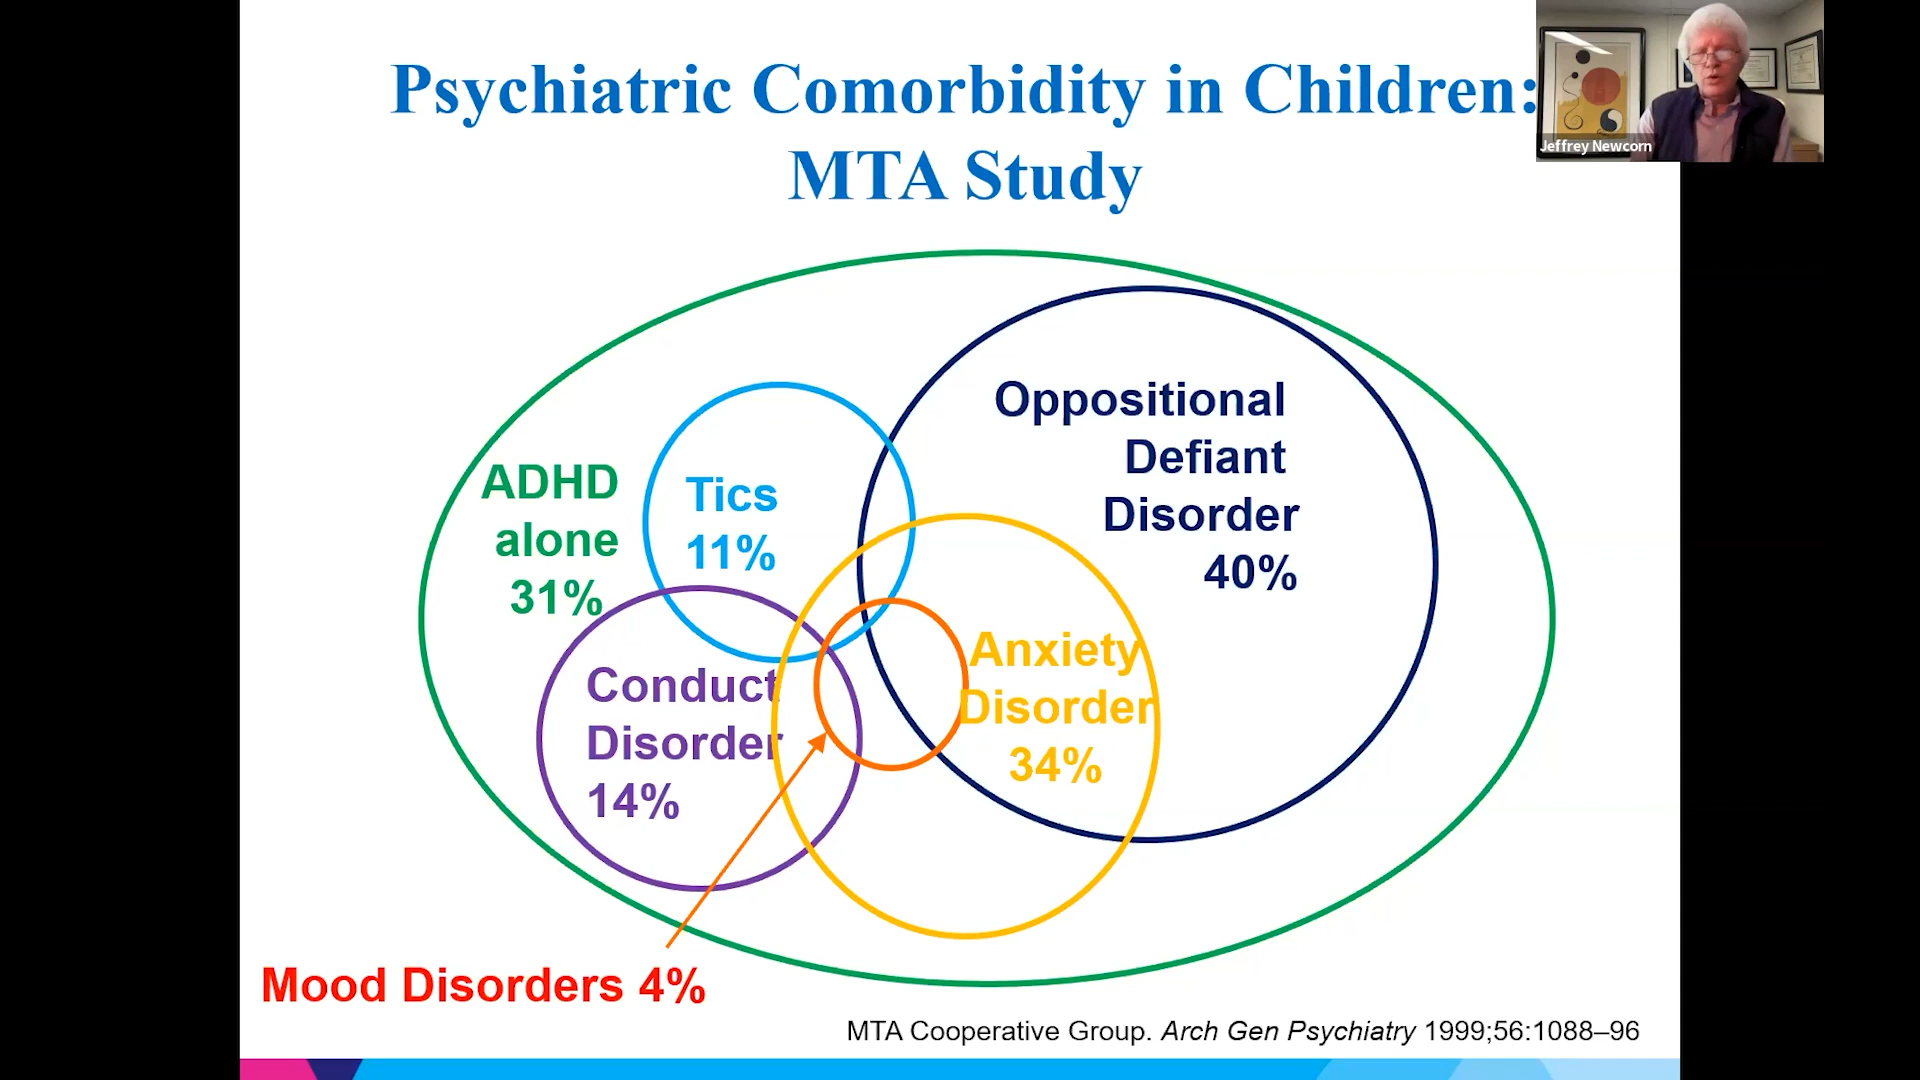 Psychiatric Comorbidity in Children:
MTA Study
Jeffrey Newcorn
Oppositional
Defiant
Disorder
40%
ADHD
alone
31%
Tics
11%
Anxiety
Disorder
34%
Conduct
Disorder
14%
Mood Disorders 4%
MTA Cooperative Group. Arch Gen Psychiatry 1999;56:1088–96